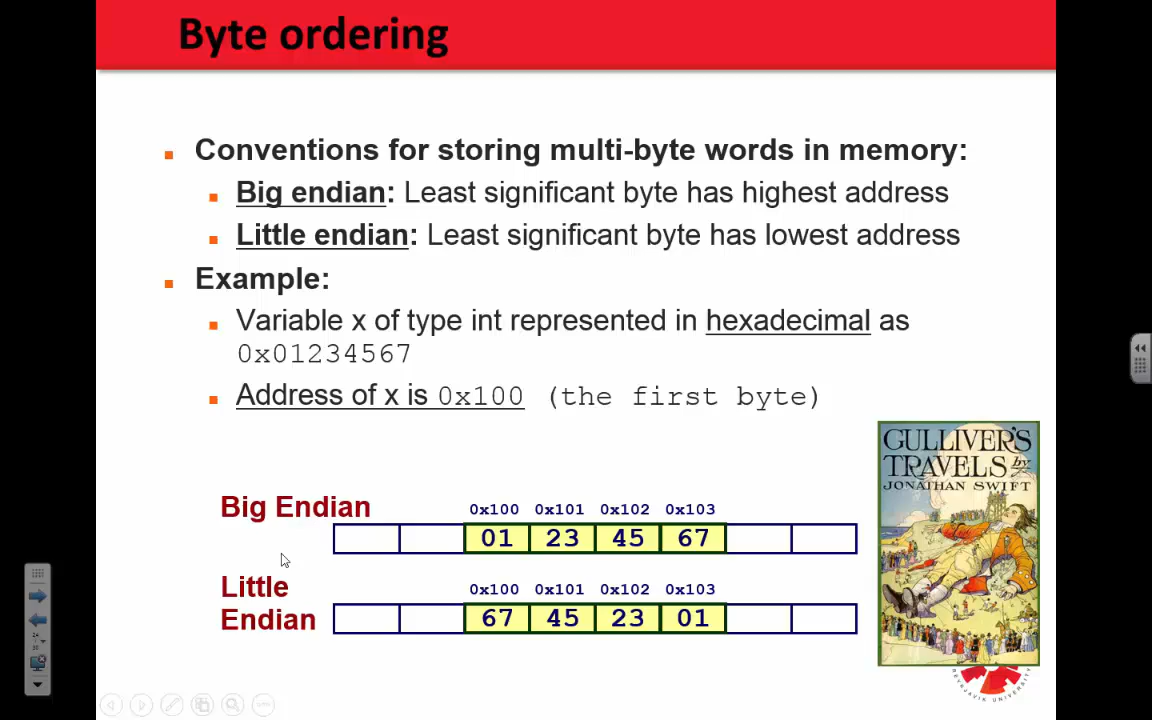 Byte ordering
Conventions for storing multi-byte words in memory:
Big endian: Least significant byte has highest address
Little endian: Least significant byte has lowest address
Example:
Variable x of type int represented in hexadecimal as
0x01234567
Address of x is 0x100 (the first byte)
GULLIVER'S
TRAVELS by
JONATHAN SWIFT
Big Endian
0x100 0x101 0x102 0x103
01 23 45 67
Little
Endian
0x100 0x101 0x102 0x103
67 45 23 01
REYKJAVIK UNIVERSITY